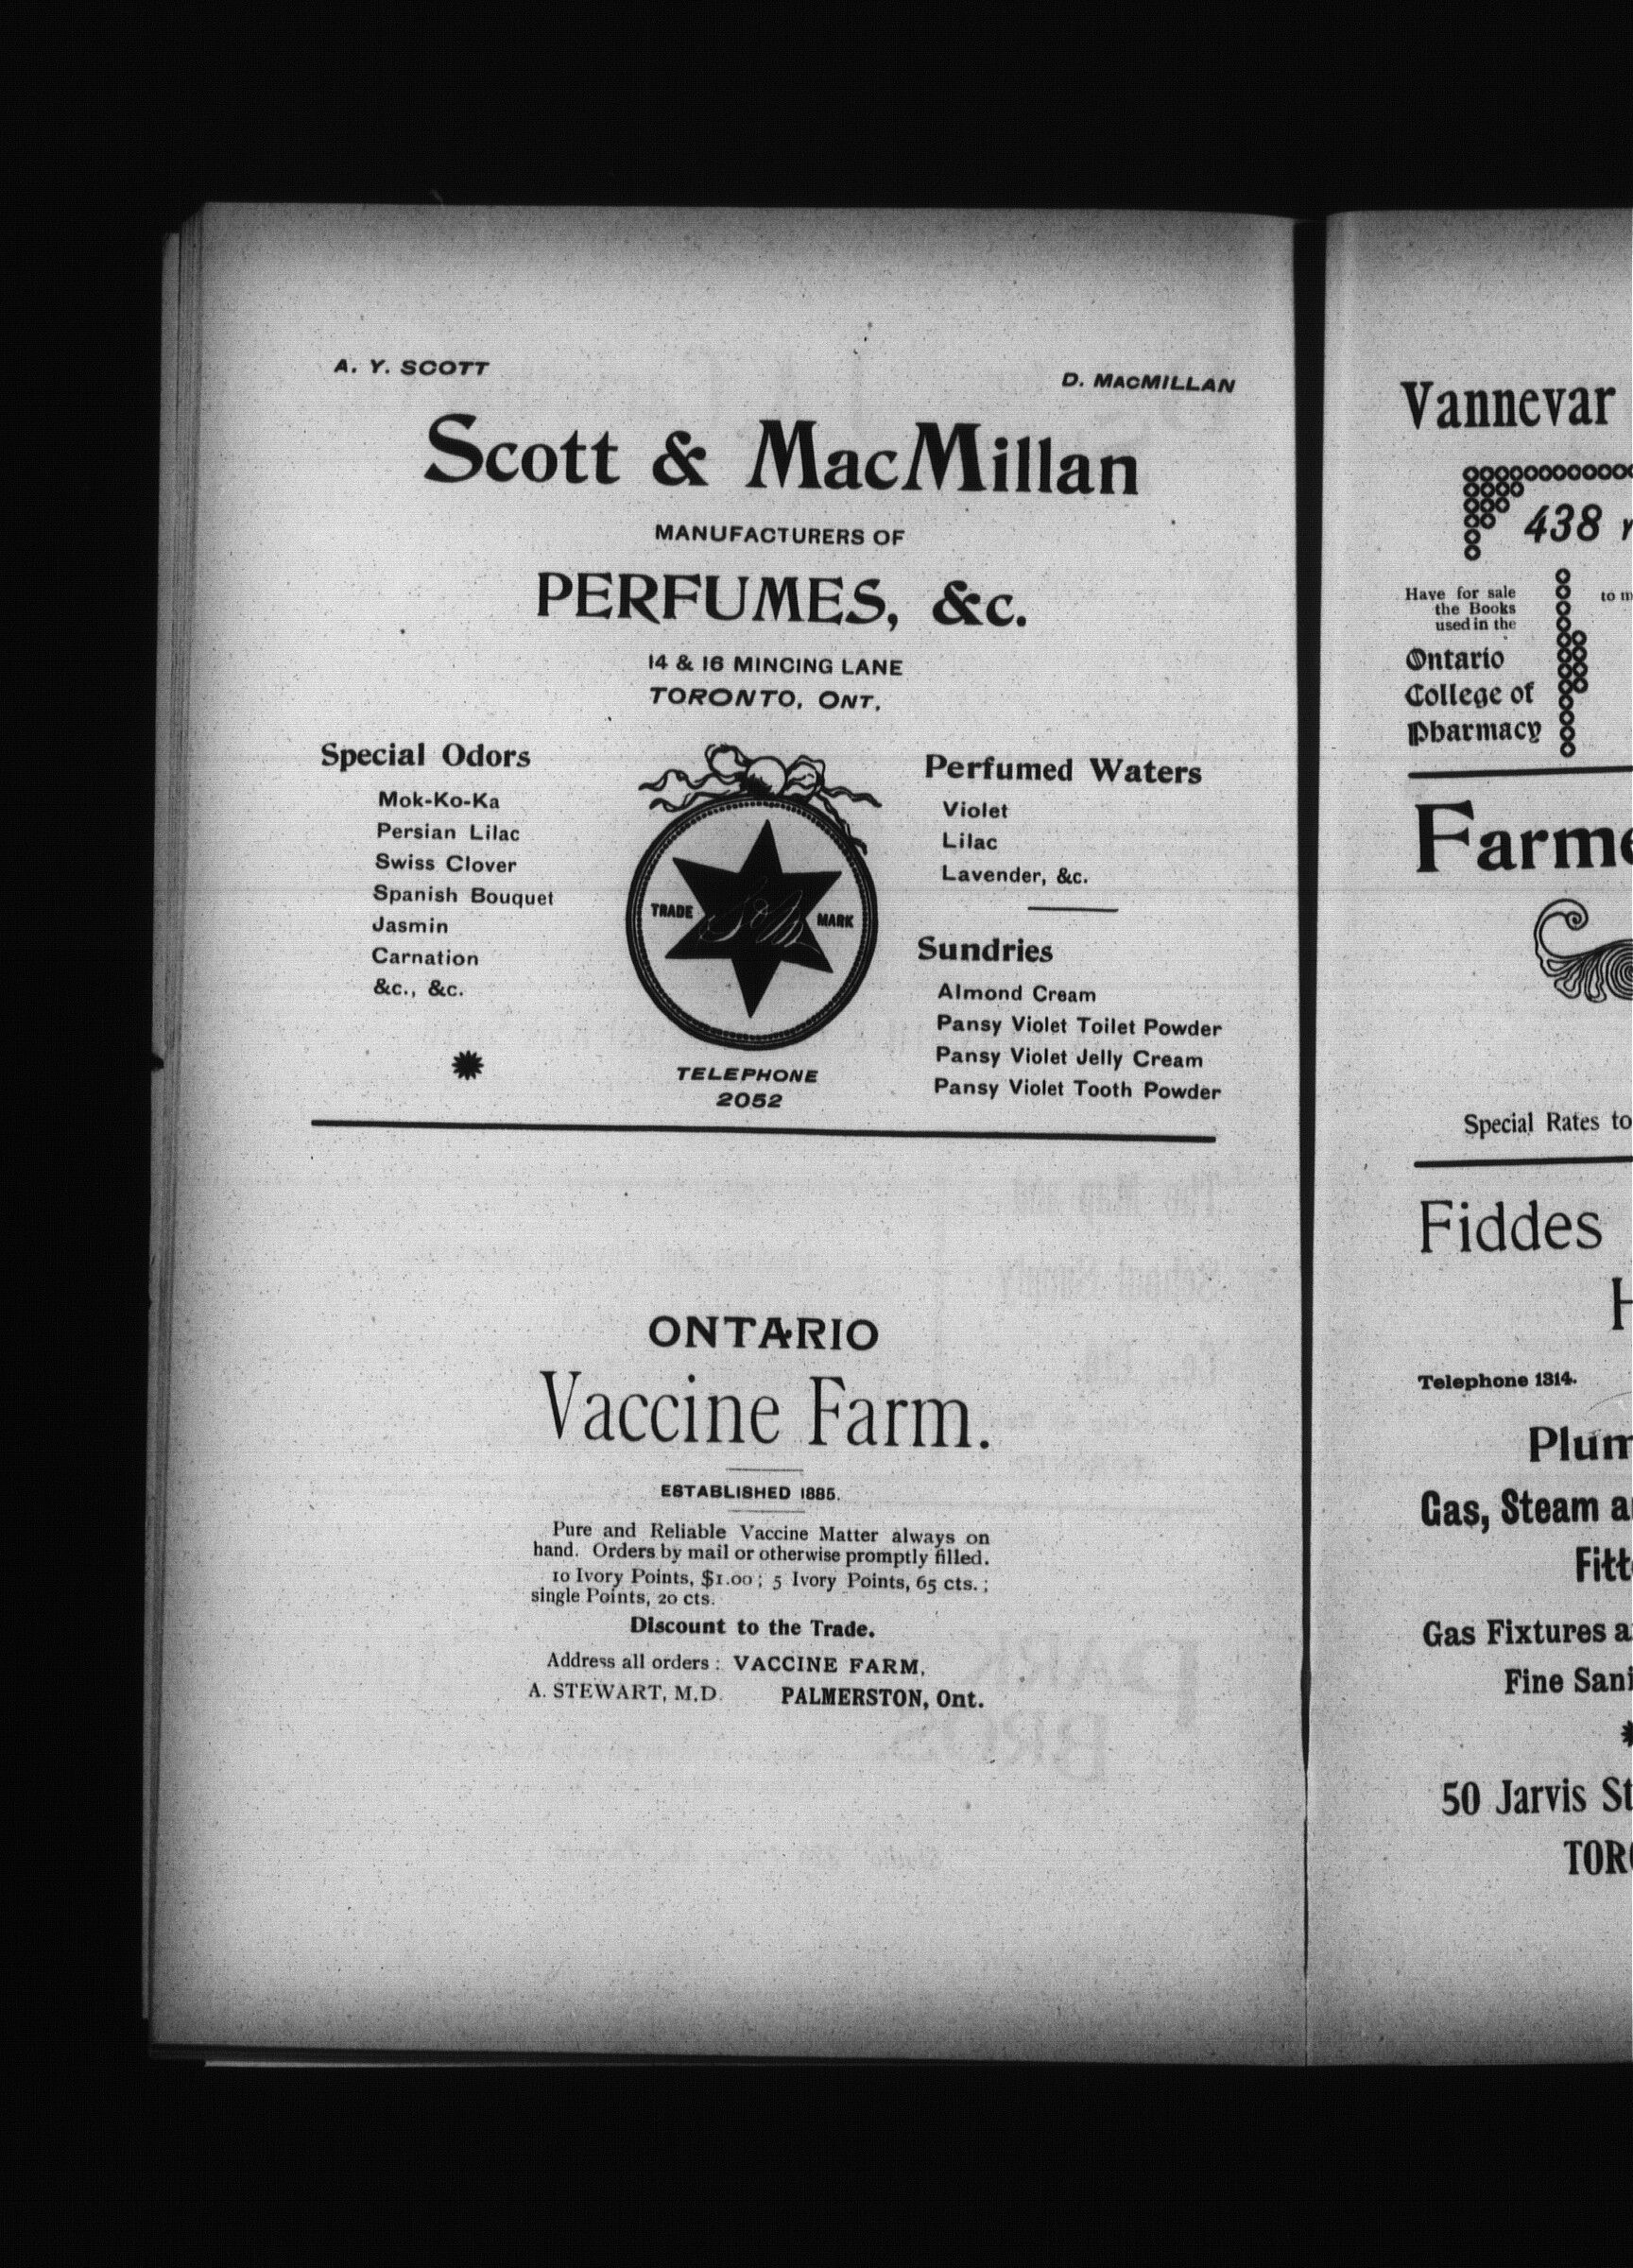 A. Y. SCOTT
D. MACMILLAN
Scott & MacMillan
MANUFACTURERS OF
PERFUMES, &c.
14 & 16 MINCING LANE
TORONTO, ONT.
Special Odors
Mok-Ko-Ka
Persian Lilac
Swiss Clover
Spanish Bouquet
Jasmin
Carnation
&c., &c.
TRADE
S & M
MARK
TELEPHONE
2052
Perfumed Waters
Violet
Lilac
Lavender, &c.
Sundries
Almond Cream
Pansy Violet Toilet Powder
Pansy Violet Jelly Cream
Pansy Violet Tooth Powder
ONTARIO
Vaccine Farm.
ESTABLISHED 1885.
Pure and Reliable Vaccine Matter always on
hand. Orders by mail or otherwise promptly filled.
10 Ivory Points, $1.00; 5 Ivory Points, 65 cts.;
single Points, 20 cts.
Discount to the Trade.
Address all orders: VACCINE FARM,
A. STEWART, M.D. PALMERSTON, Ont.
Vannevar
438
Have for sale
the Books
used in the
to
Ontario
College of
Pharmacy
Farme
Special Rates to
Fiddes
H
Telephone 1314.
Plum
Gas, Steam a
Fitt
Gas Fixtures a
Fine Sani
50 Jarvis St
TOR